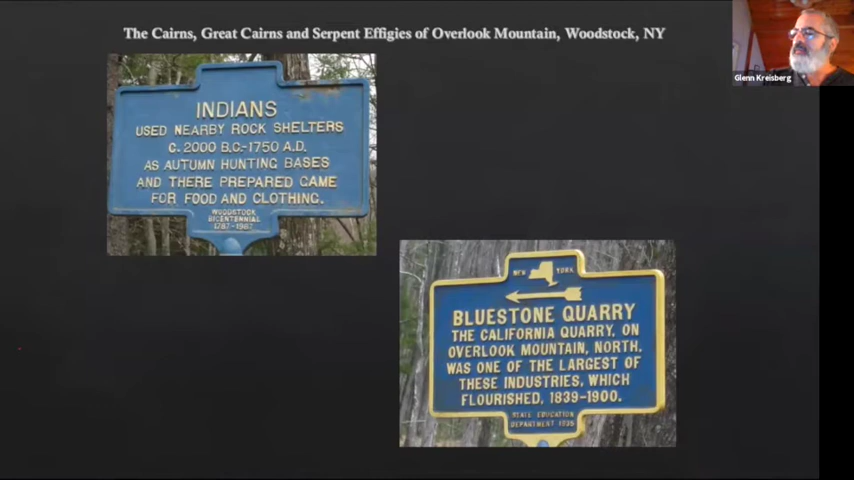 The Cairns, Great Cairns and Serpent Effigies of Overlook Mountain, Woodstock, NY
Glenn Kreisberg
INDIANS
USED NEARBY ROCK SHELTERS
C. 2000 B.C.-1750 A.D.
AS AUTUMN HUNTING BASES
AND THERE PREPARED GAME
FOR FOOD AND CLOTHING.
WOODSTOCK
BICENTENNIAL
1787-1987
NEW YORK
BLUESTONE QUARRY
THE CALIFORNIA QUARRY, ON
OVERLOOK MOUNTAIN, NORTH.
WAS ONE OF THE LARGEST OF
THESE INDUSTRIES, WHICH
FLOURISHED, 1839-1900.
STATE EDUCATION
DEPARTMENT 1935